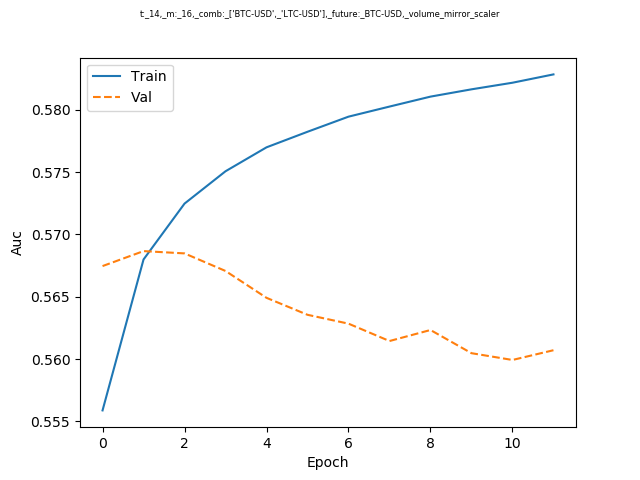 t:_14,_m:_16,_comb:_['BTC-USD',_'LTC-USD'],_future:_BTC-USD,_volume_mirror_scaler
Train
Val
0.580
0.575
0.570
0.565
0.560
0.555
Auc
0 2 4 6 8 10
Epoch